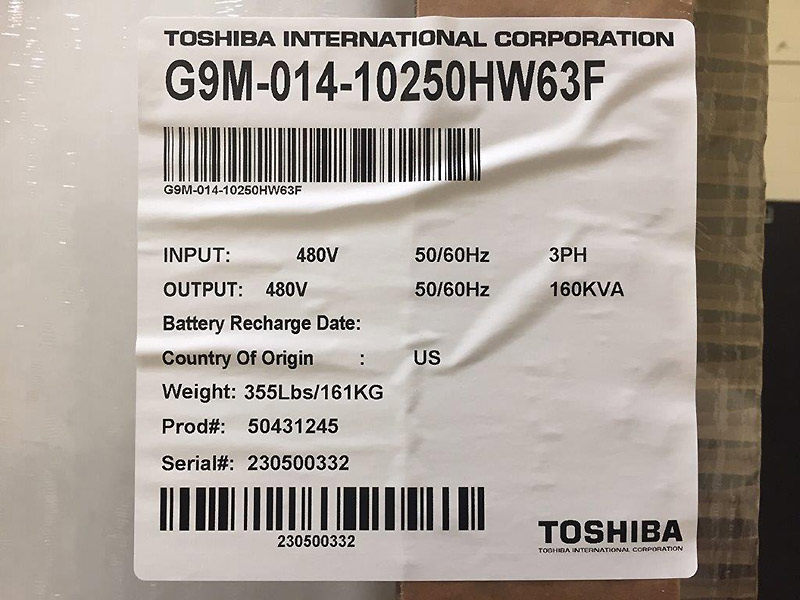 TOSHIBA INTERNATIONAL CORPORATION
G9M-014-10250HW63F
G9M-014-10250HW63F
INPUT: 480V 50/60Hz 3PH
OUTPUT: 480V 50/60Hz 160KVA
Battery Recharge Date:
Country Of Origin : US
Weight: 355Lbs/161KG
Prod#: 50431245
Serial#: 230500332
230500332
TOSHIBA
TOSHIBA INTERNATIONAL CORPORATION